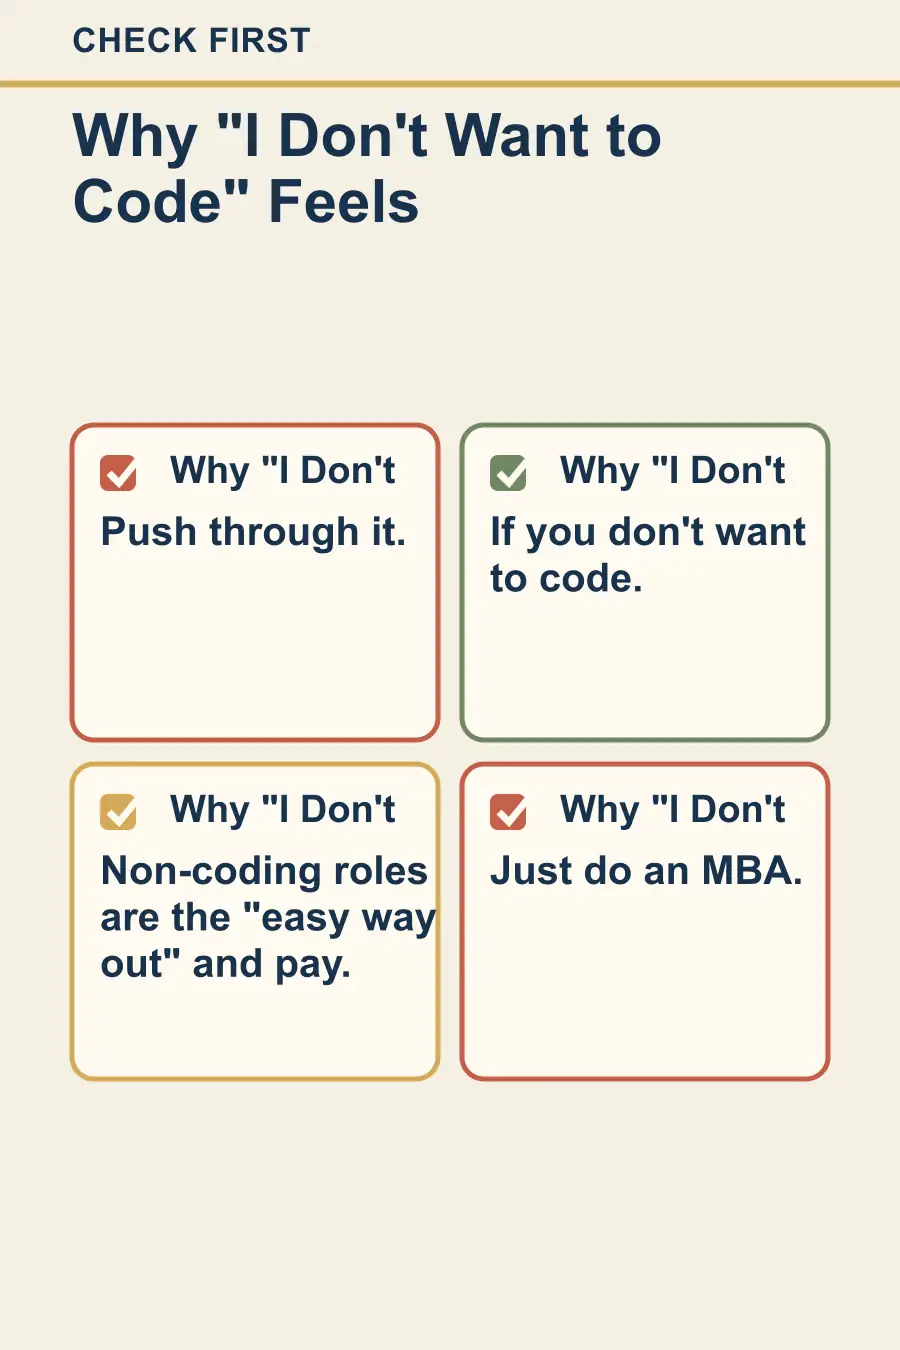 CHECK FIRST
Why "I Don't Want to
Code" Feels
Why "I Don't
Push through it.
Why "I Don't
If you don't want
to code.
Why "I Don't
Non-coding roles
are the "easy way
out" and pay.
Why "I Don't
Just do an MBA.